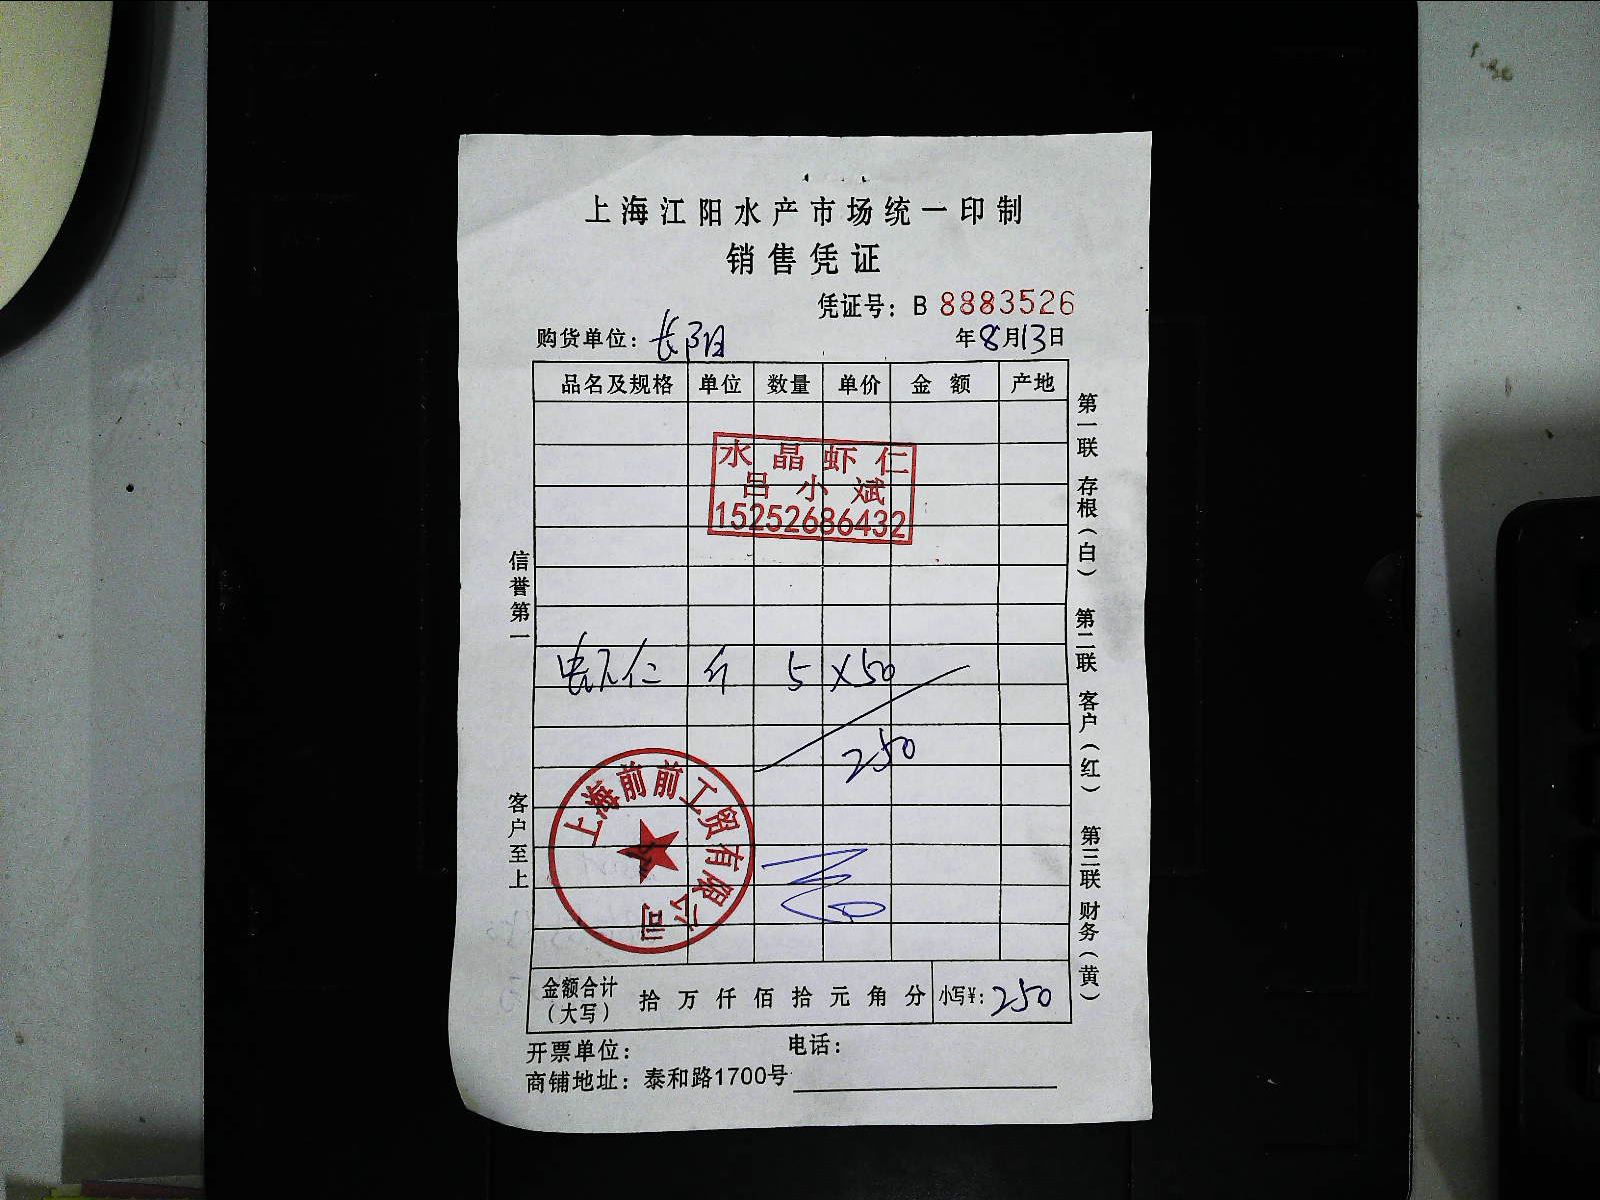 上海江阳水产市场统一印制
销售凭证
凭证号：B 8883526
购货单位：长阳 年8月13日
品名及规格 单位 数量 单价 金额 产地
水晶虾仁
吕小斌
15252686432
虾仁 斤 5 X50
250
上海前前工贸有限公司
金额合计（大写） 拾万仟佰拾元角分 小写¥：250
开票单位： 电话：
商铺地址：泰和路1700号
信誉第一
客户至上
第一联 存根（白） 第二联 客户（红） 第三联 财务（黄）